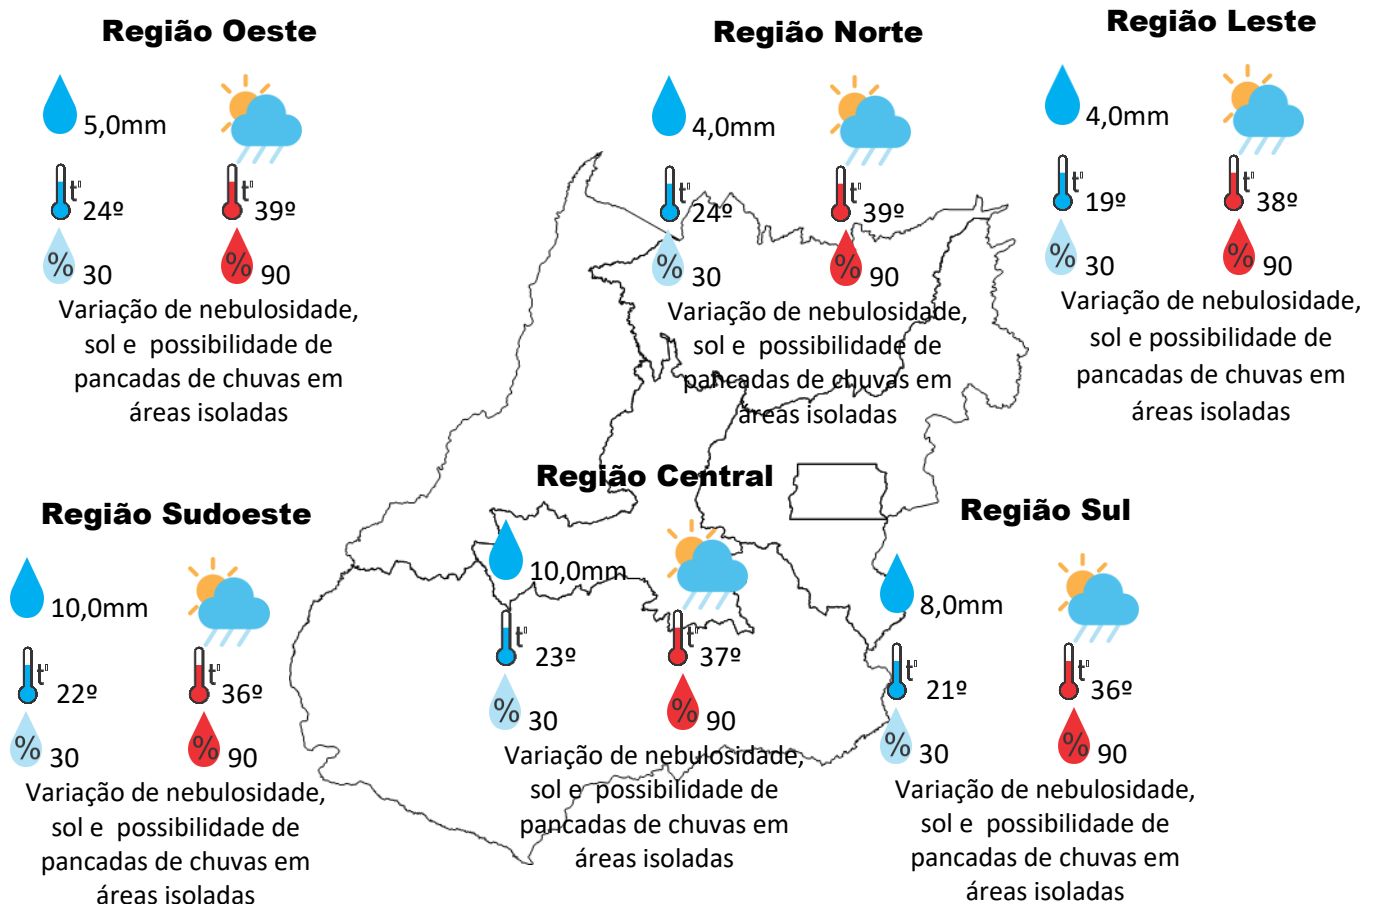 Região Oeste
5,0mm
t°
24º
t°
39º
%
30
%
90
Variação de nebulosidade,
sol e possibilidade de
pancadas de chuvas em
áreas isoladas
Região Norte
4,0mm
t°
24º
t°
39º
%
30
%
90
Variação de nebulosidade,
sol e possibilidade de
pancadas de chuvas em
áreas isoladas
Região Leste
4,0mm
t°
19º
t°
38º
%
30
%
90
Variação de nebulosidade,
sol e possibilidade de
pancadas de chuvas em
áreas isoladas
Região Sudoeste
10,0mm
t°
22º
t°
36º
%
30
%
90
Variação de nebulosidade,
sol e possibilidade de
pancadas de chuvas em
áreas isoladas
Região Central
10,0mm
t°
23º
t°
37º
%
30
%
90
Variação de nebulosidade,
sol e possibilidade de
pancadas de chuvas em
áreas isoladas
Região Sul
8,0mm
t°
21º
t°
36º
%
30
%
90
Variação de nebulosidade,
sol e possibilidade de
pancadas de chuvas em
áreas isoladas